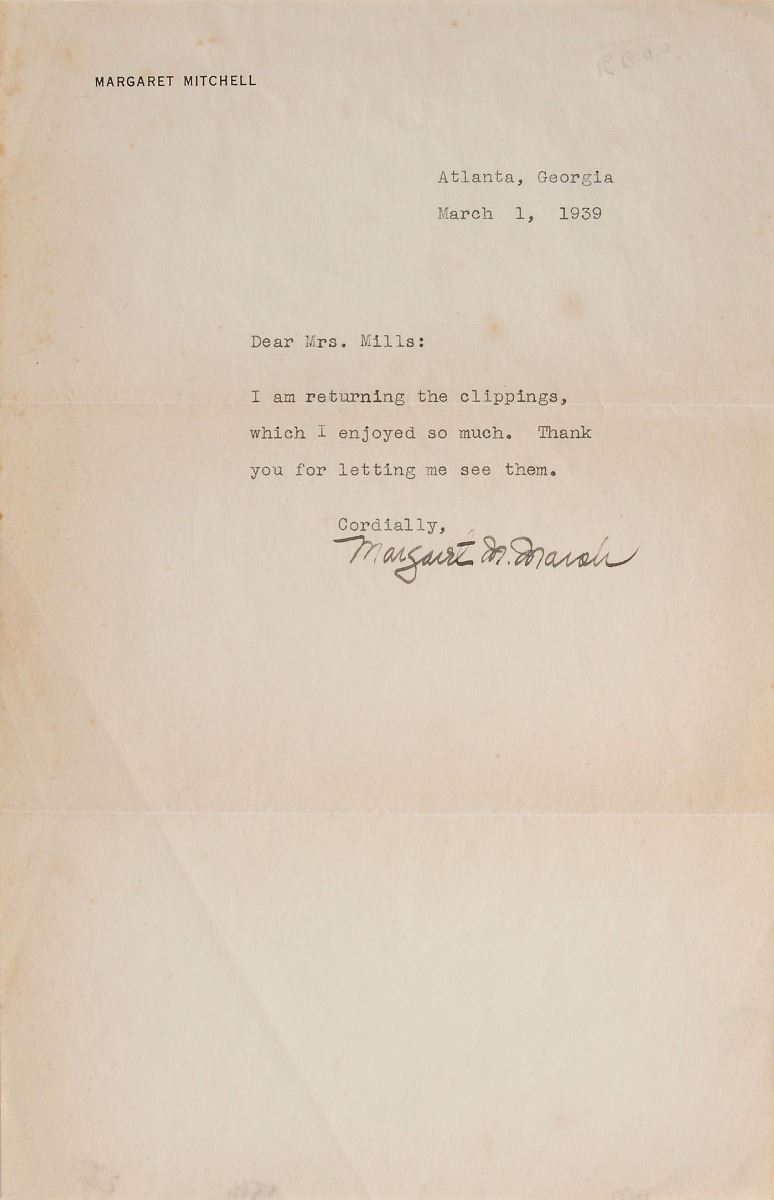 MARGARET MITCHELL
Atlanta, Georgia
March 1, 1939
Dear Mrs. Mills:
I am returning the clippings,
which I enjoyed so much. Thank
you for letting me see them.
Cordially,
Margaret M. Marsh